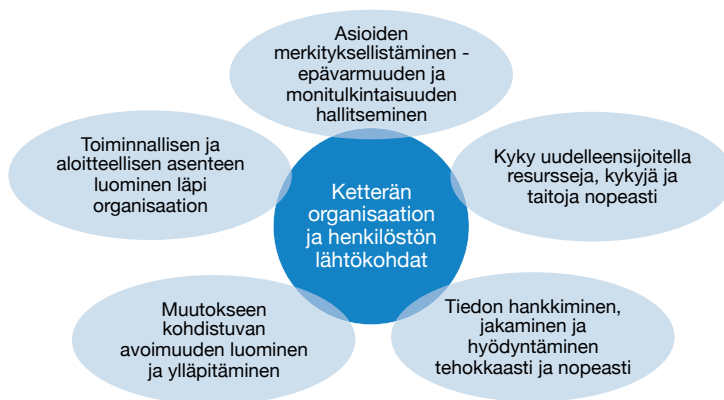 Asioiden
merkityksellistäminen -
epävarmuuden ja
monitulkintaisuuden
hallitseminen
Toiminnallisen ja
aloitteellisen asenteen
luominen läpi
organisaation
Kyky uudelleensijoitella
resursseja, kykyjä ja
taitoja nopeasti
Ketterän
organisaation
ja henkilöstön
lähtökohdat
Muutokseen
kohdistuvan
avoimuuden luominen
ja ylläpitäminen
Tiedon hankkiminen,
jakaminen ja
hyödyntäminen
tehokkaasti ja nopeasti